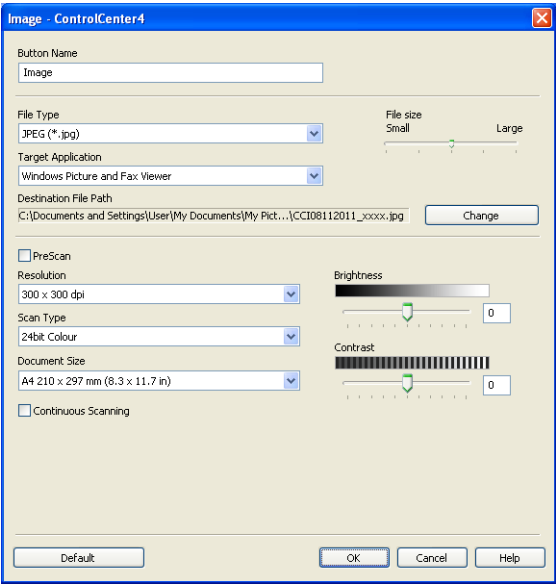 Image - ControlCenter4
Button Name
Image
File Type
JPEG (*.jpg)
File size
Small Large
Target Application
Windows Picture and Fax Viewer
Destination File Path
C:\Documents and Settings\User\My Documents\My Pict...\CCI08112011_xxxx.jpg
Change
PreScan
Resolution
300 x 300 dpi
Brightness
0
Scan Type
24bit Colour
Contrast
0
Document Size
A4 210 x 297 mm (8.3 x 11.7 in)
Continuous Scanning
Default OK Cancel Help